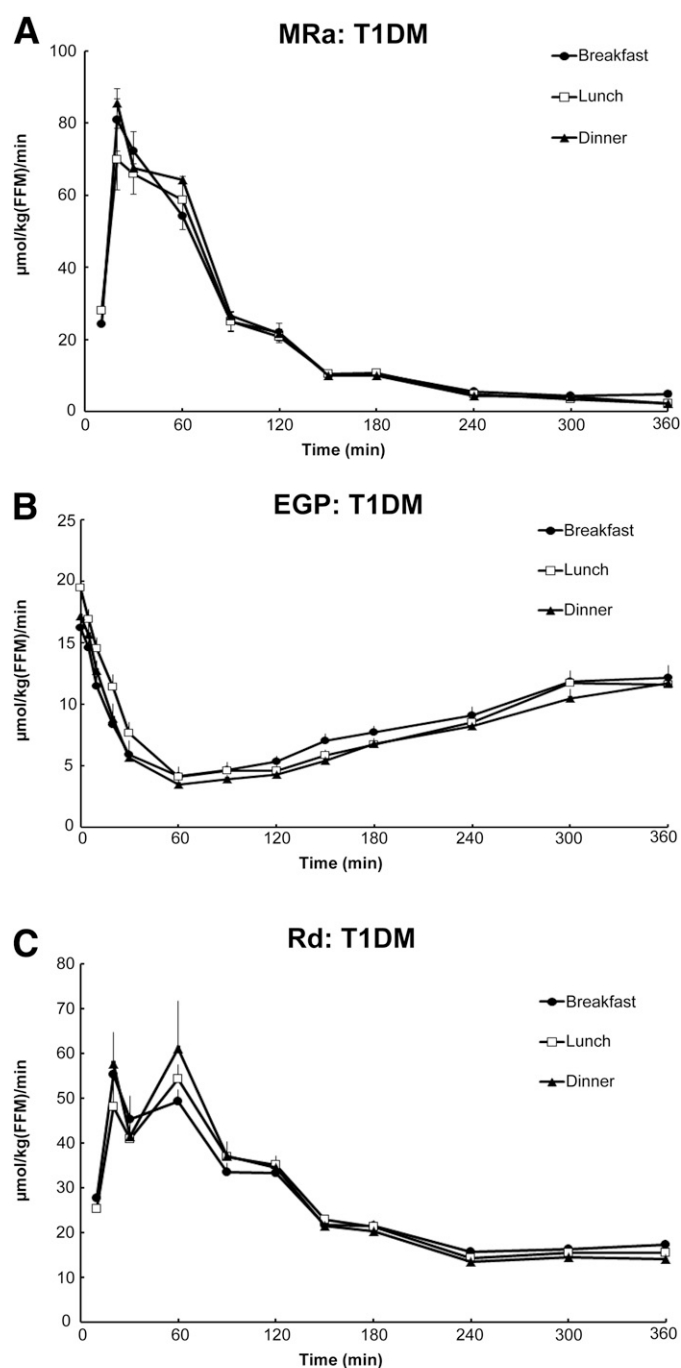 A
MRa: T1DM
Breakfast
Lunch
Dinner
µmol/kg(FFM)/min
100
80
60
40
20
0
0 60 120 180 240 300 360
Time (min)
B
EGP: T1DM
Breakfast
Lunch
Dinner
µmol/kg(FFM)/min
25
20
15
10
5
0
0 60 120 180 240 300 360
Time (min)
C
Rd: T1DM
Breakfast
Lunch
Dinner
µmol/kg(FFM)/min
80
70
60
50
40
30
20
10
0
0 60 120 180 240 300 360
Time (min)